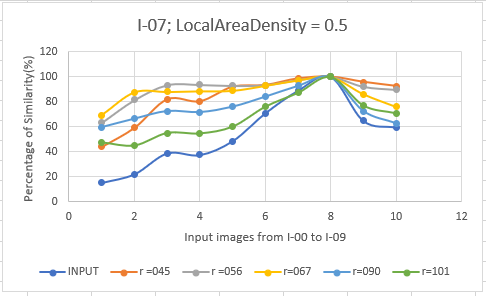 I-07; LocalAreaDensity = 0.5
120
100
80
60
40
20
0
Percentage of Similarity(%)
0 2 4 6 8 10 12
Input images from I-00 to I-09
INPUT r =045 r =056 r=067 r=090 r=101